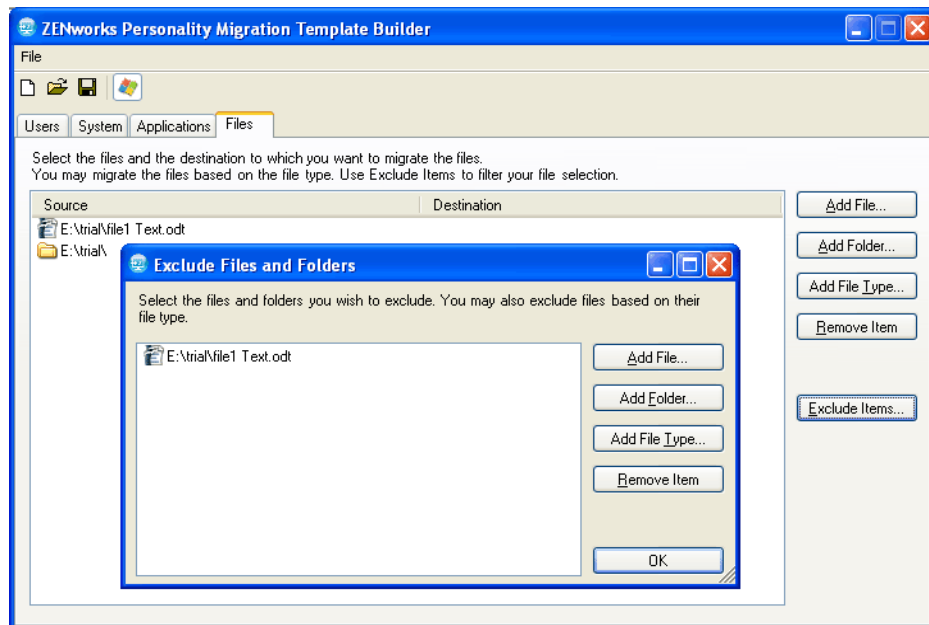 ZENworks Personality Migration Template Builder
File
Users System Applications Files
Select the files and the destination to which you want to migrate the files.
You may migrate the files based on the file type. Use Exclude Items to filter your file selection.
Source Destination
E:\trial\file1 Text.odt
E:\trial\
Add File...
Add Folder...
Add File Type...
Remove Item
Exclude Items...
Exclude Files and Folders
Select the files and folders you wish to exclude. You may also exclude files based on their
file type.
E:\trial\file1 Text.odt
Add File...
Add Folder...
Add File Type...
Remove Item
OK